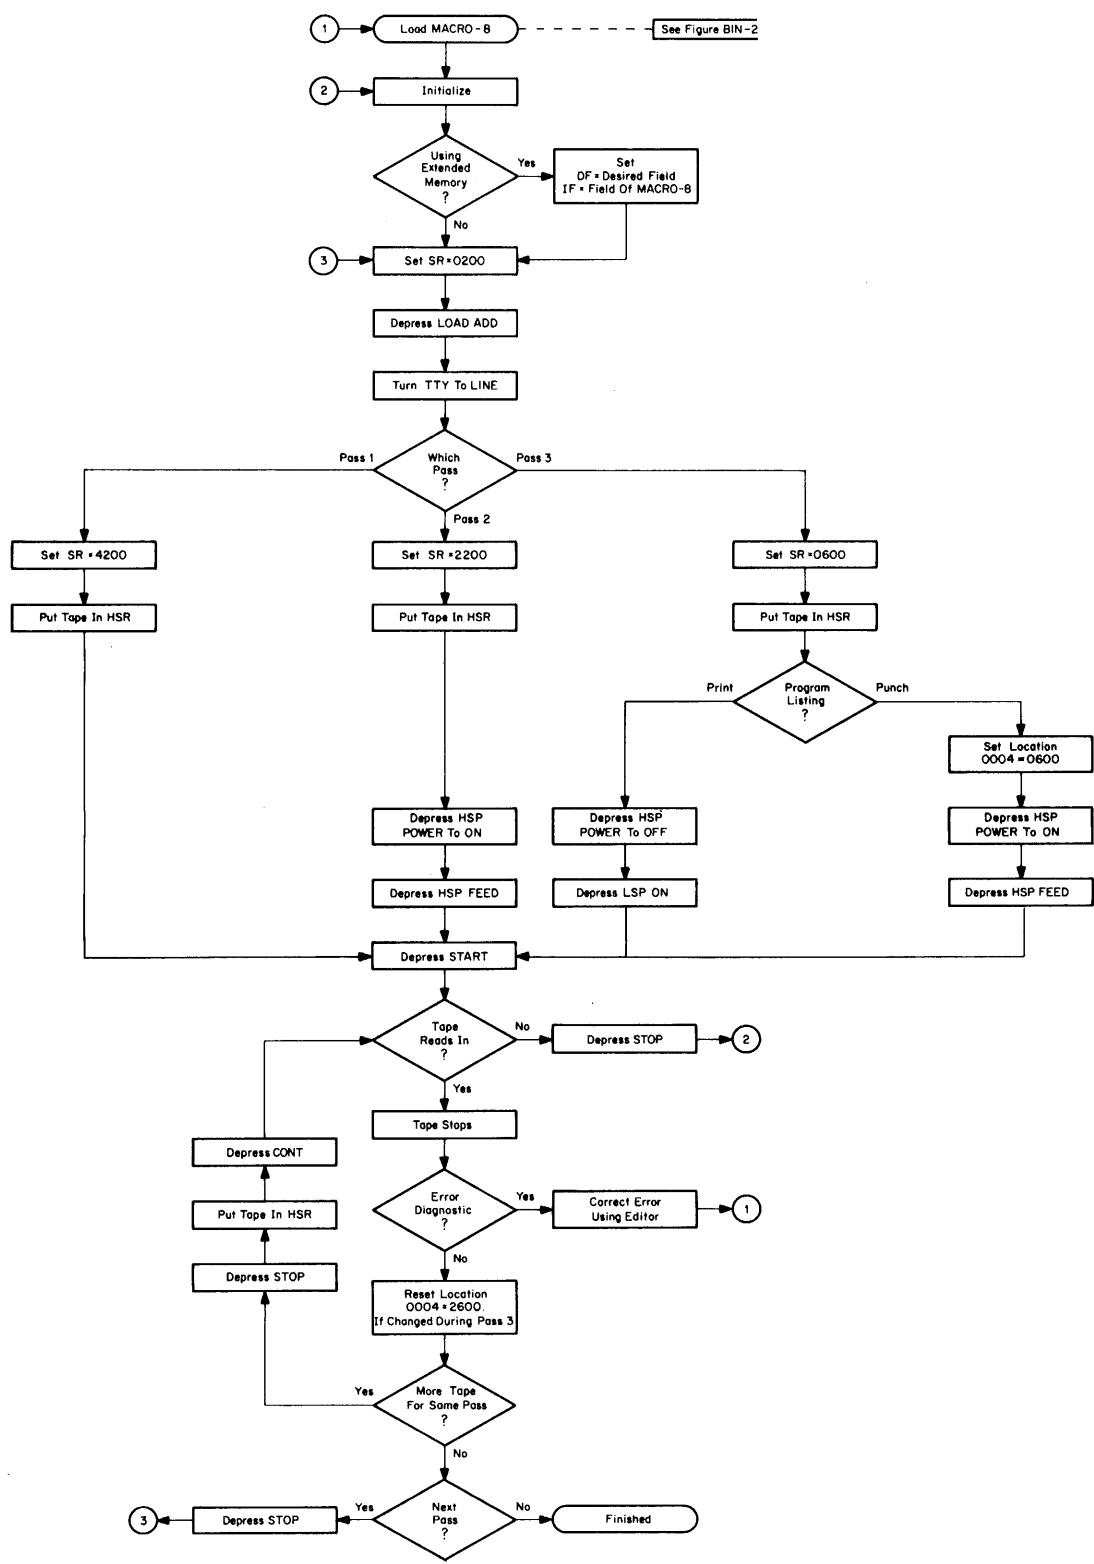 1
Load MACRO-8
See Figure BIN-2
2
Initialize
Using
Extended
Memory
?
Yes
Set
DF = Desired Field
IF = Field Of MACRO-8
No
3
Set SR=0200
Depress LOAD ADD
Turn TTY To LINE
Pass 1
Which
Pass
?
Pass 3
Pass 2
Set SR=4200
Set SR=2200
Set SR=0600
Put Tape In HSR
Put Tape In HSR
Put Tape In HSR
Print
Program
Listing
?
Punch
Set Location
0004=0600
Depress HSP
POWER To ON
Depress HSP
POWER To OFF
Depress HSP
POWER To ON
Depress HSP FEED
Depress LSP ON
Depress HSP FEED
Depress START
Tape
Reads In
?
No
Depress STOP
2
Yes
Tape Stops
Depress CONT
Error
Diagnostic
?
Yes
Correct Error
Using Editor
1
Put Tape In HSR
No
Depress STOP
Reset Location
0004=2600.
If Changed During Pass 3
Yes
More Tape
For Same Pass
?
No
3
Depress STOP
Yes
Next
Pass
?
No
Finished